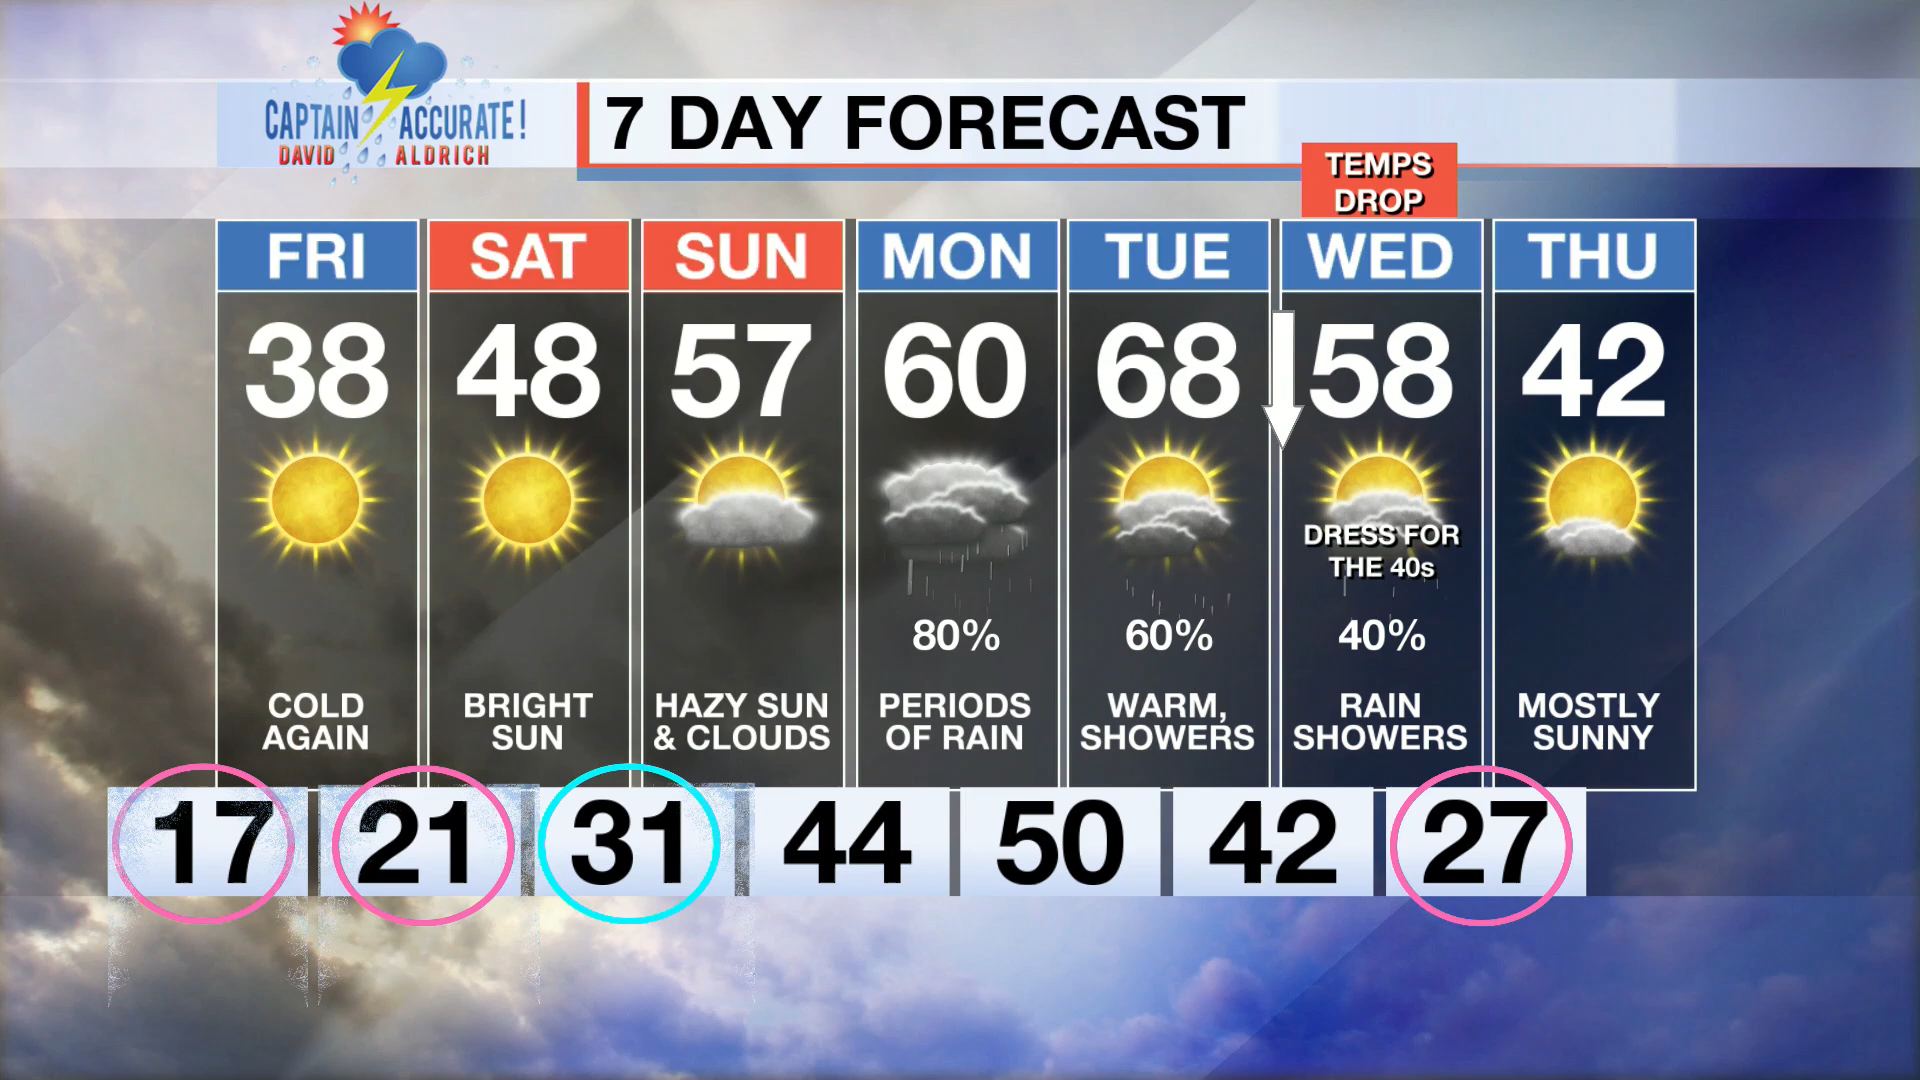 CAPTAIN ACCURATE!
DAVID ALDRICH
7 DAY FORECAST
TEMPS
DROP
FRI SAT SUN MON TUE WED THU
38 48 57 60 68 58 42
DRESS FOR
THE 40s
80% 60% 40%
COLD BRIGHT HAZY SUN PERIODS WARM, RAIN MOSTLY
AGAIN SUN & CLOUDS OF RAIN SHOWERS SHOWERS SUNNY
17 21 31 44 50 42 27